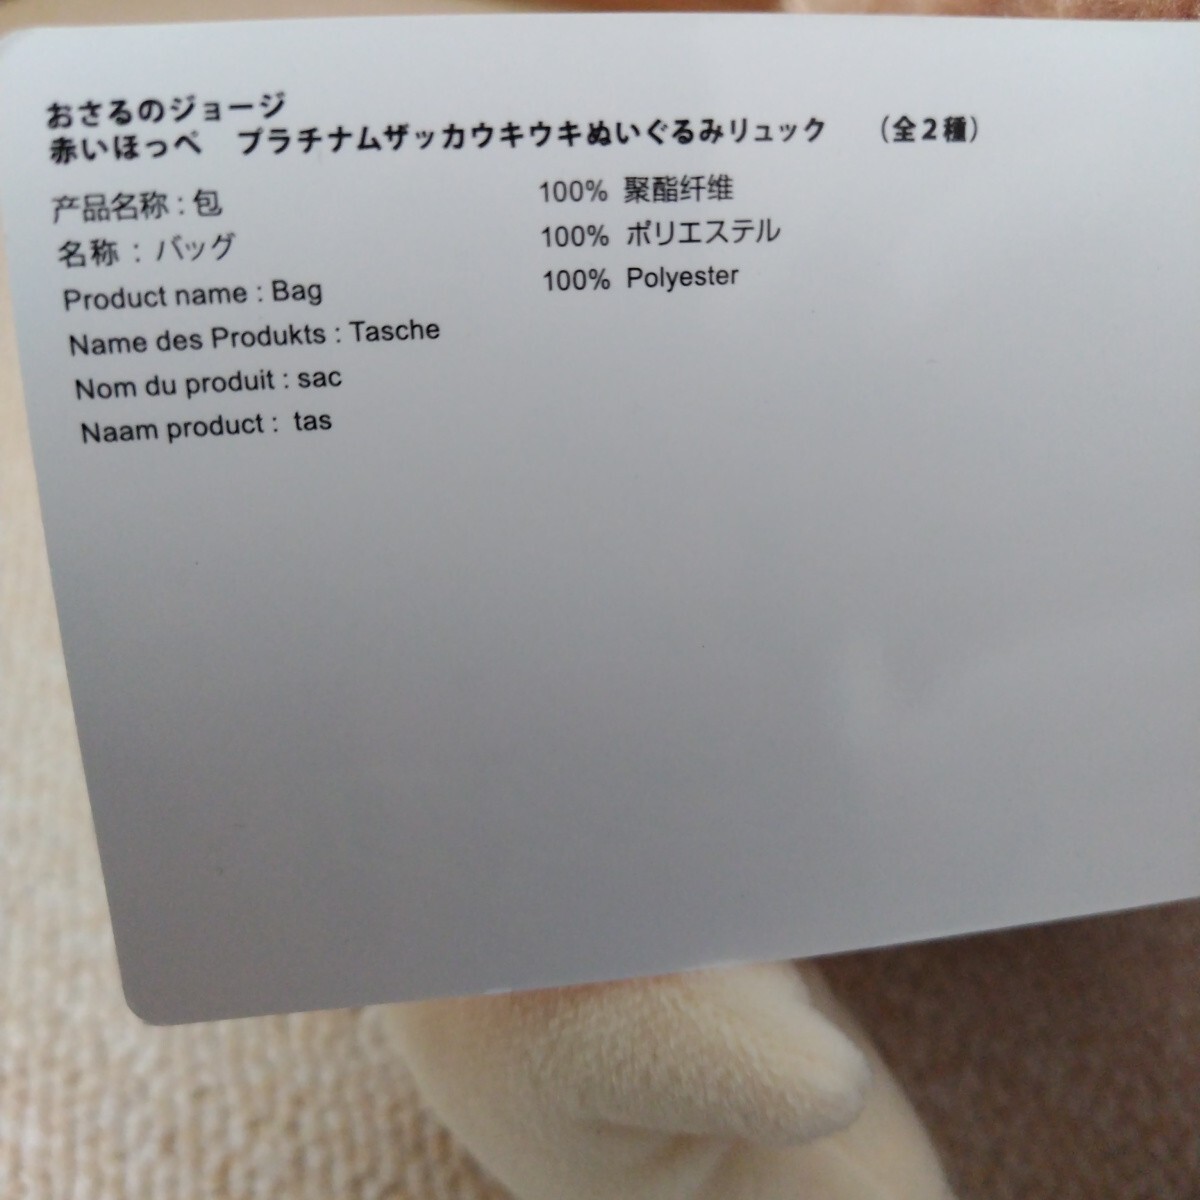 おさるのジョージ
赤いほっぺ　プラチナムザッカウキウキぬいぐるみリュック　（全２種）
产品名称 : 包
名称 : バッグ
Product name : Bag
Name des Produkts : Tasche
Nom du produit : sac
Naam product : tas
100% 聚酯纤维
100% ポリエステル
100% Polyester